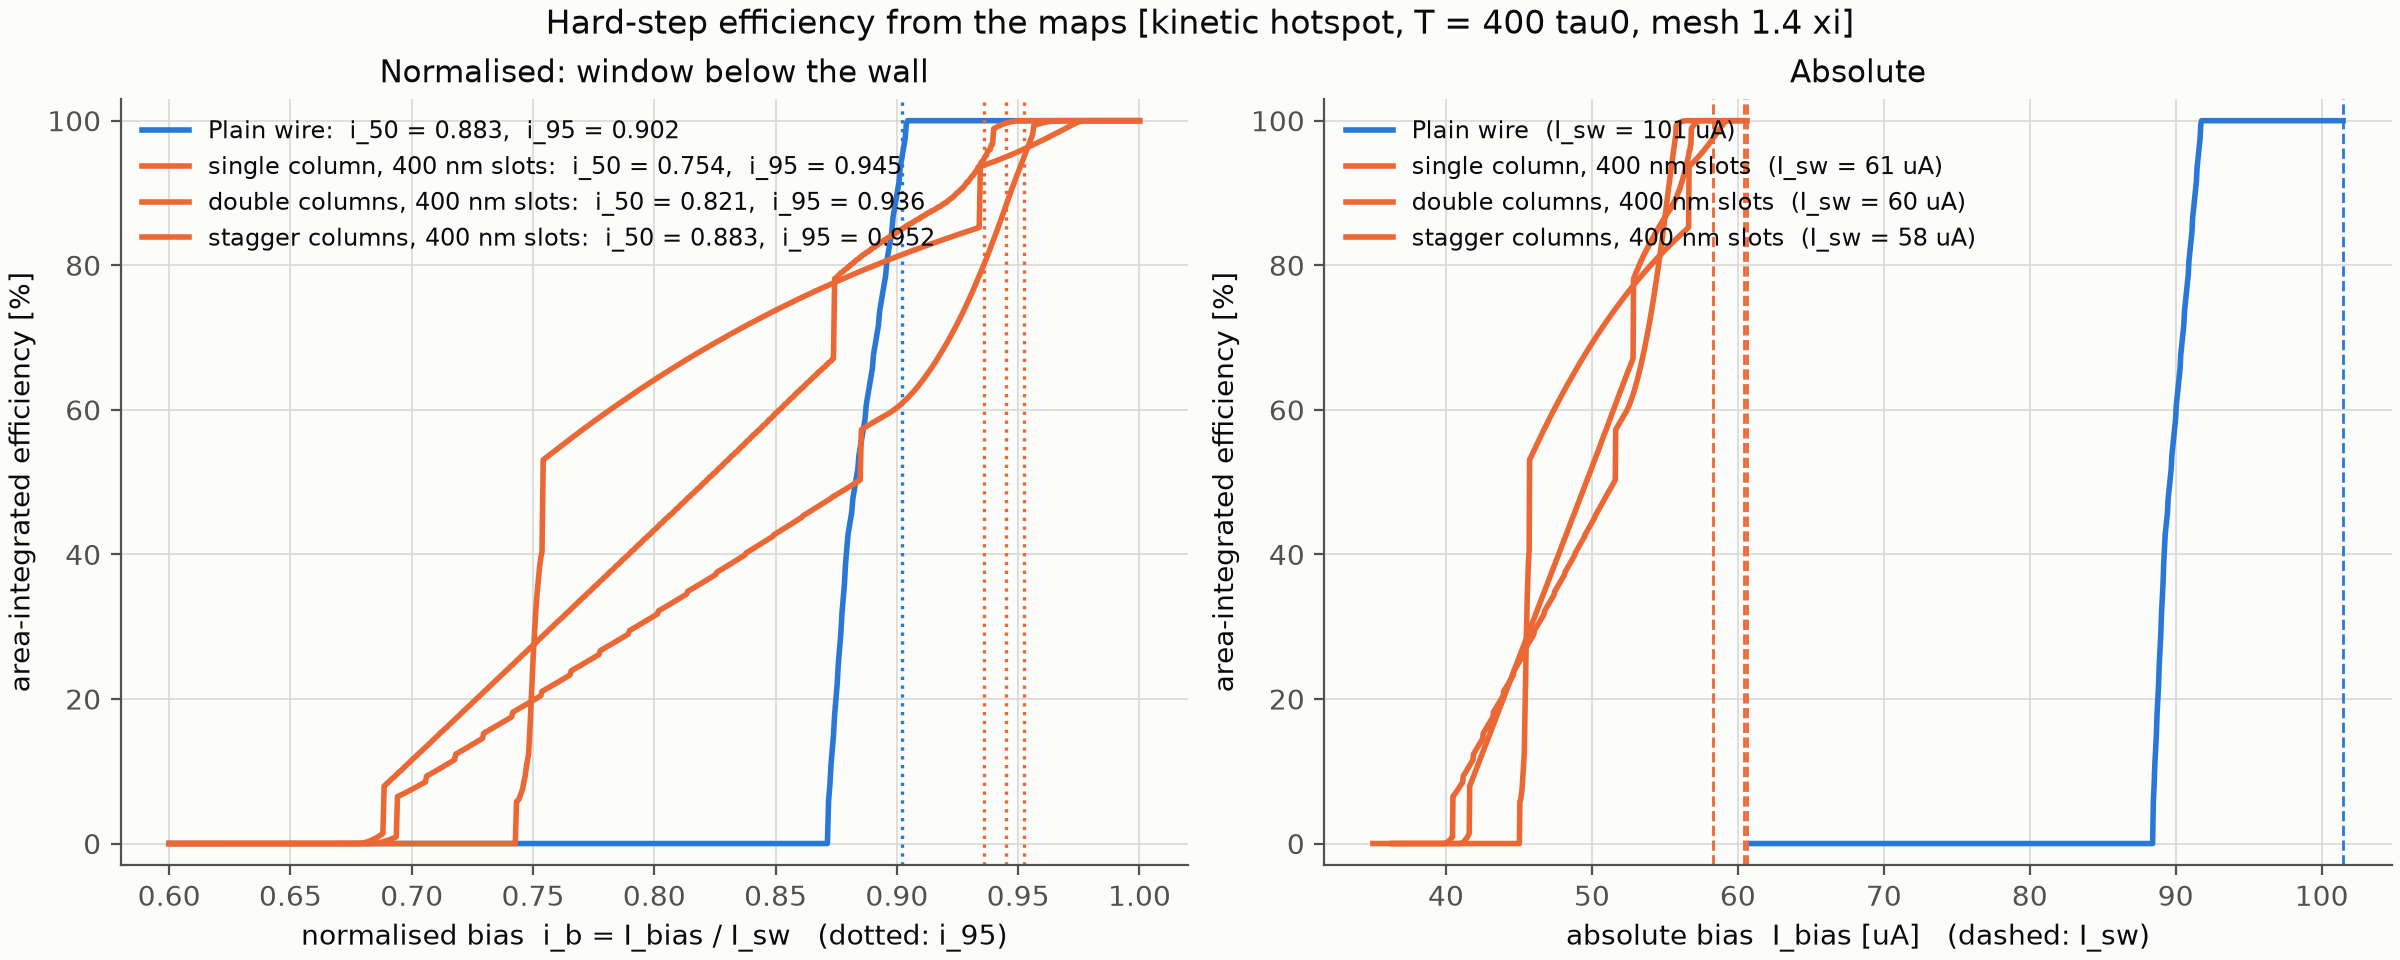 Hard-step efficiency from the maps [kinetic hotspot, T = 400 tau0, mesh 1.4 xi]
Normalised: window below the wall
area-integrated efficiency [%]
100
80
60
40
20
0
Plain wire:  i_50 = 0.883,  i_95 = 0.902
single column, 400 nm slots:  i_50 = 0.754,  i_95 = 0.945
double columns, 400 nm slots:  i_50 = 0.821,  i_95 = 0.936
stagger columns, 400 nm slots:  i_50 = 0.883,  i_95 = 0.952
0.60 0.65 0.70 0.75 0.80 0.85 0.90 0.95 1.00
normalised bias  i_b = I_bias / I_sw   (dotted: i_95)
Absolute
area-integrated efficiency [%]
100
80
60
40
20
0
Plain wire  (I_sw = 101 uA)
single column, 400 nm slots  (I_sw = 61 uA)
double columns, 400 nm slots  (I_sw = 60 uA)
stagger columns, 400 nm slots  (I_sw = 58 uA)
40 50 60 70 80 90 100
absolute bias  I_bias [uA]   (dashed: I_sw)